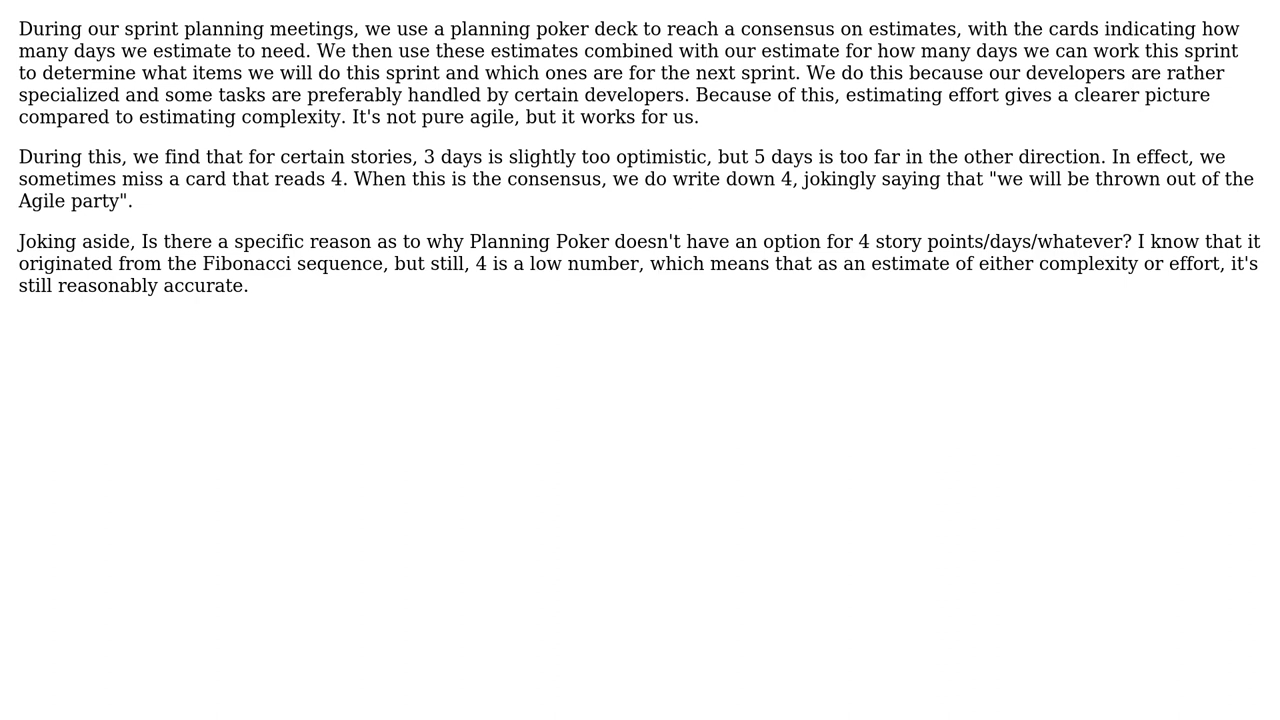 During our sprint planning meetings, we use a planning poker deck to reach a consensus on estimates, with the cards indicating how
many days we estimate to need. We then use these estimates combined with our estimate for how many days we can work this sprint
to determine what items we will do this sprint and which ones are for the next sprint. We do this because our developers are rather
specialized and some tasks are preferably handled by certain developers. Because of this, estimating effort gives a clearer picture
compared to estimating complexity. It's not pure agile, but it works for us.
During this, we find that for certain stories, 3 days is slightly too optimistic, but 5 days is too far in the other direction. In effect, we
sometimes miss a card that reads 4. When this is the consensus, we do write down 4, jokingly saying that "we will be thrown out of the
Agile party".
Joking aside, Is there a specific reason as to why Planning Poker doesn't have an option for 4 story points/days/whatever? I know that it
originated from the Fibonacci sequence, but still, 4 is a low number, which means that as an estimate of either complexity or effort, it's
still reasonably accurate.